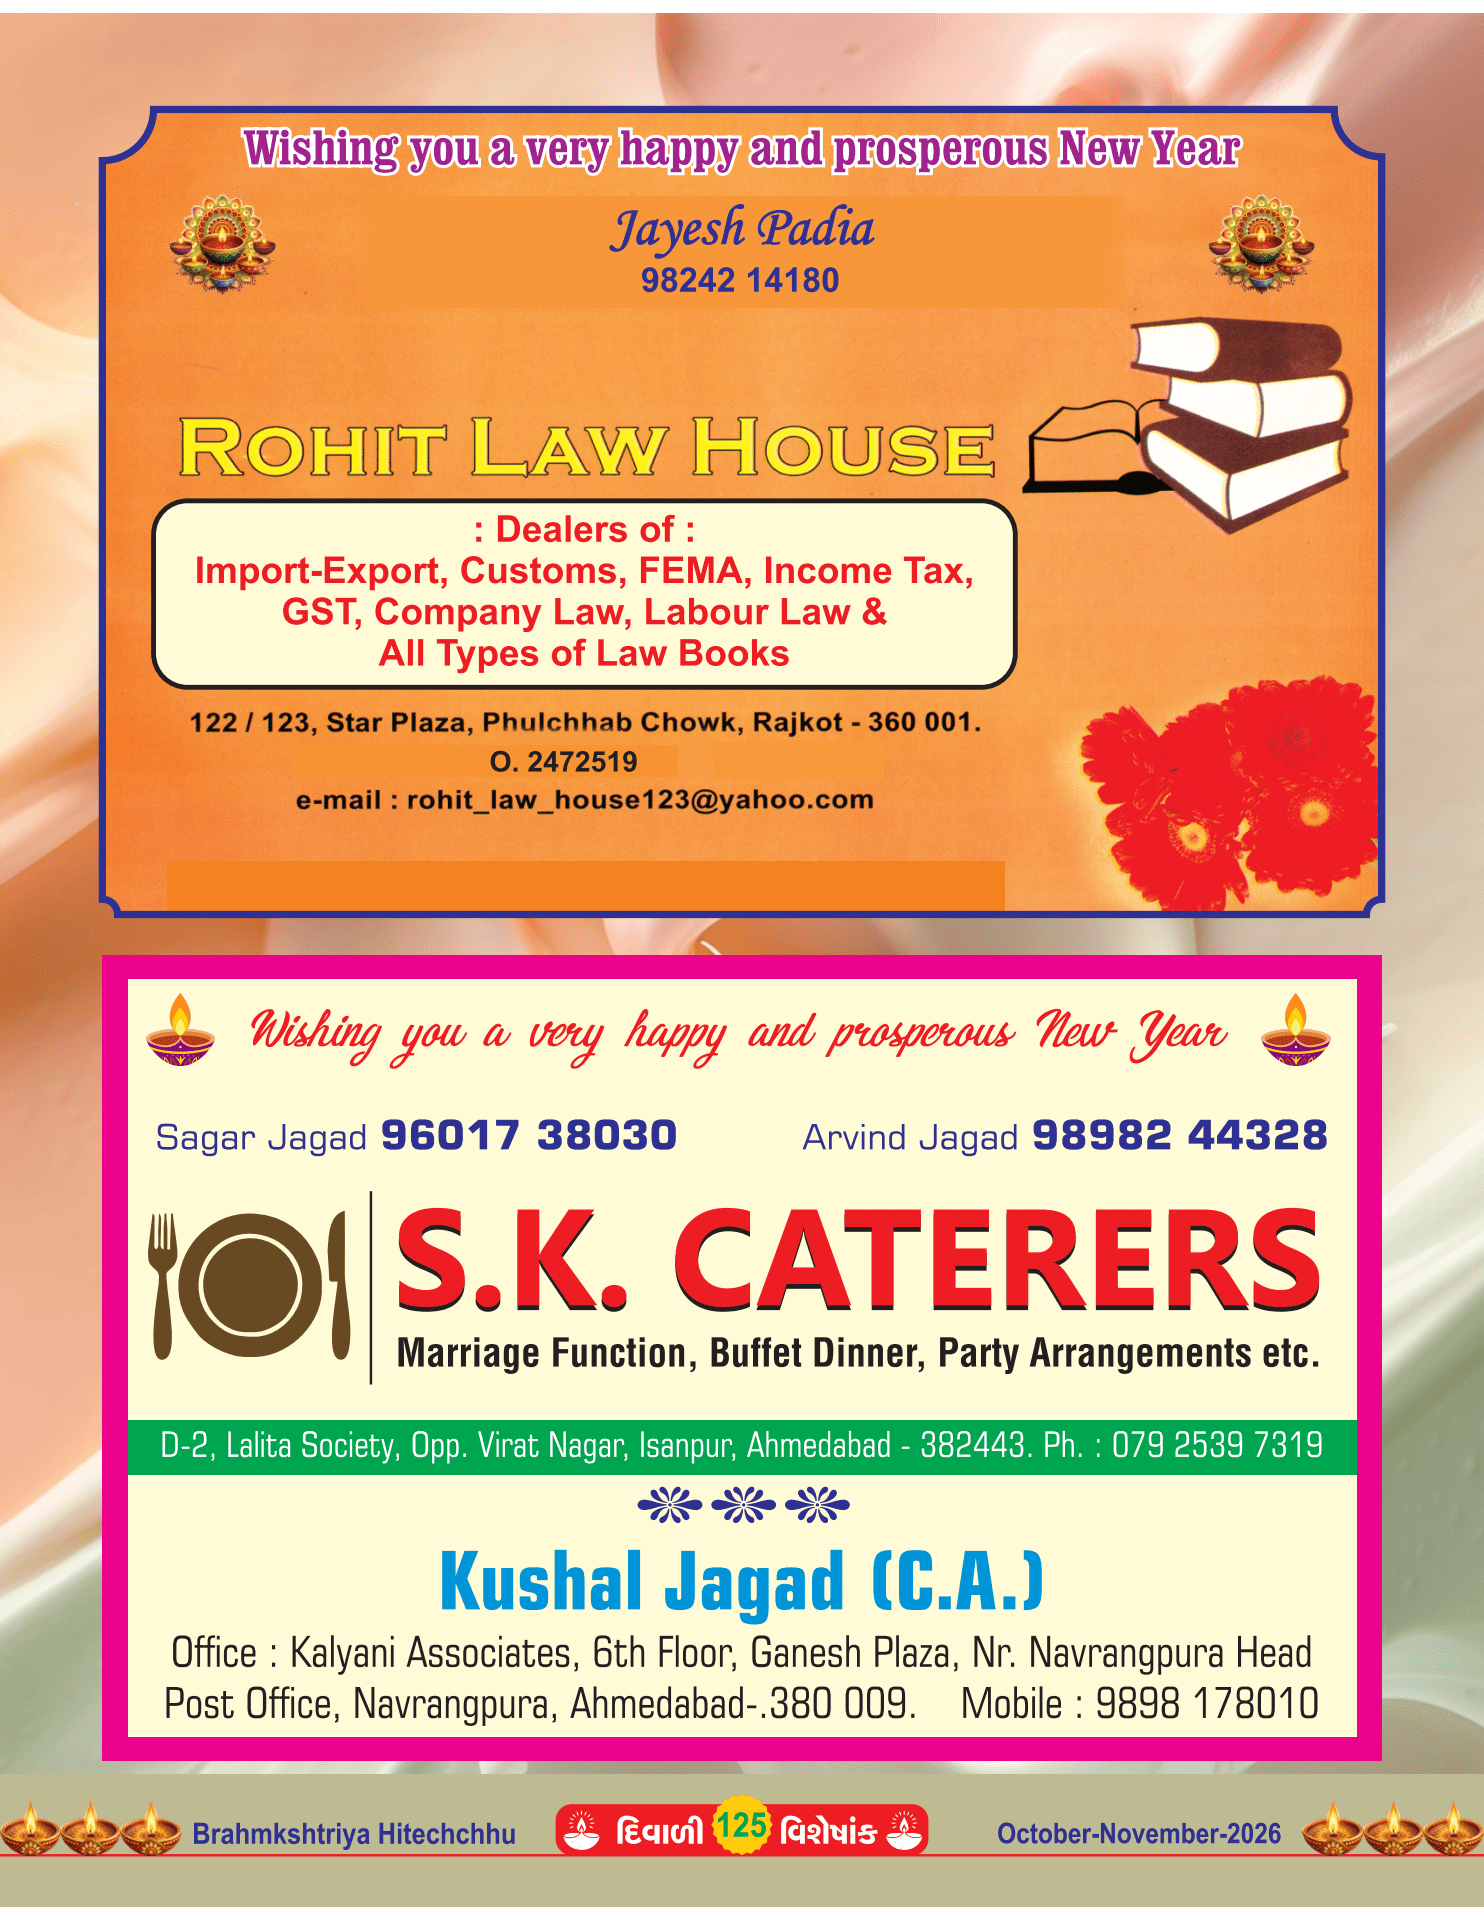 Wishing you a very happy and prosperous New Year
Jayesh Padia
98242 14180
ROHIT LAW HOUSE
: Dealers of :
Import-Export, Customs, FEMA, Income Tax,
GST, Company Law, Labour Law &
All Types of Law Books
122 / 123, Star Plaza, Phulchhab Chowk, Rajkot - 360 001.
O. 2472519
e-mail : rohit_law_house123@yahoo.com
Wishing you a very happy and prosperous New Year
Sagar Jagad 96017 38030 Arvind Jagad 98982 44328
S.K. CATERERS
Marriage Function, Buffet Dinner, Party Arrangements etc.
D-2, Lalita Society, Opp. Virat Nagar, Isanpur, Ahmedabad - 382443. Ph. : 079 2539 7319
Kushal Jagad (C.A.)
Office : Kalyani Associates, 6th Floor, Ganesh Plaza, Nr. Navrangpura Head
Post Office, Navrangpura, Ahmedabad-.380 009. Mobile : 9898 178010
Brahmkshtriya Hitechchhu દિવાળી 125 વિશેષાંક October-November-2026